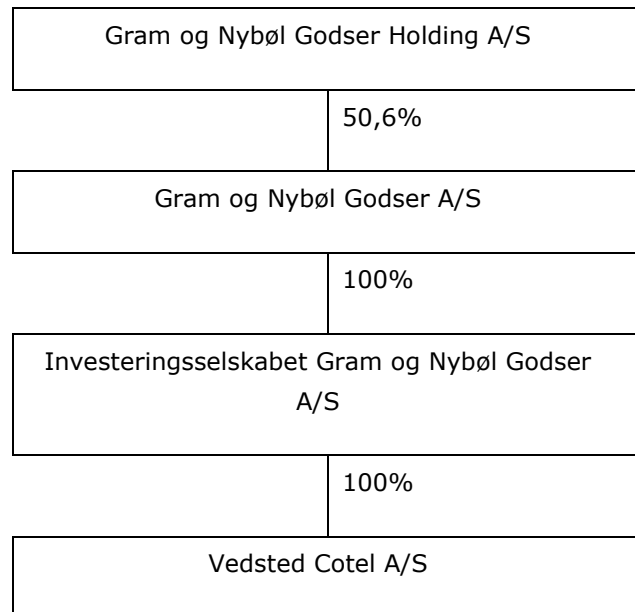 Gram og Nybøl Godser Holding A/S
50,6%
Gram og Nybøl Godser A/S
100%
Investeringsselskabet Gram og Nybøl Godser
A/S
100%
Vedsted Cotel A/S